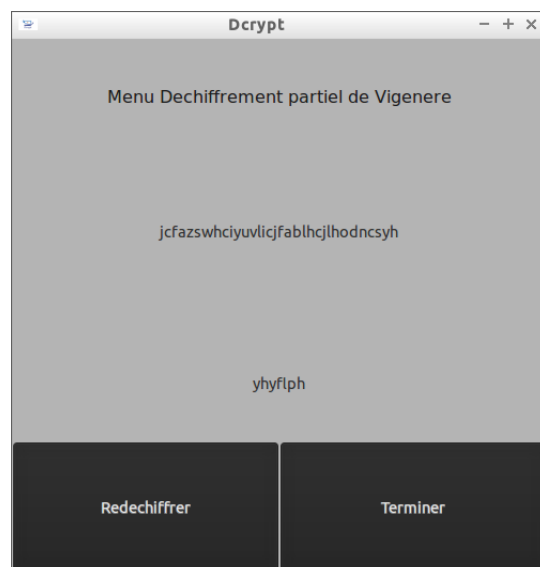 Dcrypt
Menu Dechiffrement partiel de Vigenere
jcfazswhciyuvlicjfablhcjlhodncsyh
yhyflph
Redechiffrer
Terminer